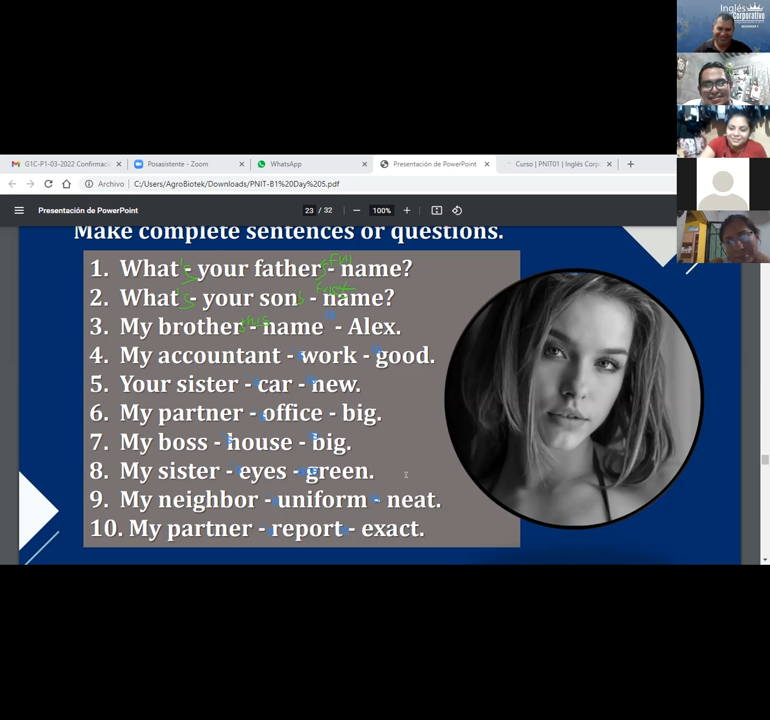 Inglés
Corporativo
G1C-P1-03-2022 Confirmac
Posasistente - Zoom
WhatsApp
Presentación de PowerPoint
Curso | PNIT01 | Inglés Corp
Archivo
C:/Users/AgroBiotek/Downloads/PNIT-B1%20Day%205.pdf
Presentación de PowerPoint
23 / 32
100%
Make complete sentences or questions.
1. What's - your father's - full name?
2. What's - your son's - first name?
3. My brother - name - Alex.
4. My accountant - work - good.
5. Your sister - car - new.
6. My partner - office - big.
7. My boss - house - big.
8. My sister - eyes - green.
9. My neighbor - uniform - neat.
10. My partner - report - exact.